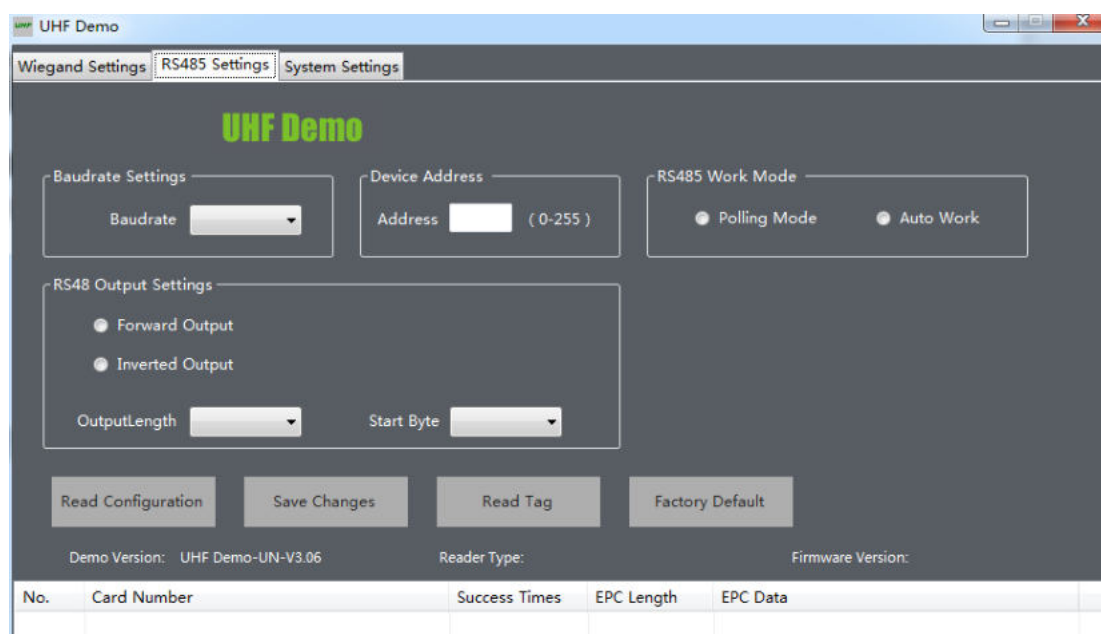 UHF UHF Demo
Wiegand Settings RS485 Settings System Settings
UHF Demo
Baudrate Settings Device Address RS485 Work Mode
Baudrate Address ( 0-255 ) Polling Mode Auto Work
RS48 Output Settings
Forward Output
Inverted Output
OutputLength Start Byte
Read Configuration Save Changes Read Tag Factory Default
Demo Version: UHF Demo-UN-V3.06 Reader Type: Firmware Version:
No. Card Number Success Times EPC Length EPC Data